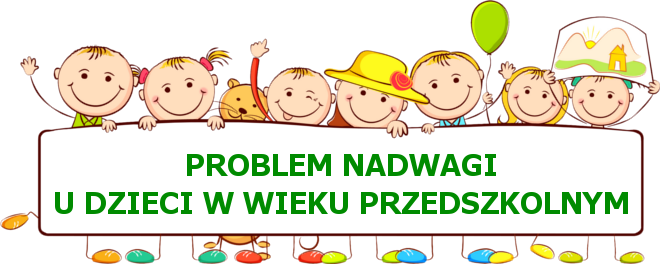 PROBLEM NADWAGI
U DZIECI W WIEKU PRZEDSZKOLNYM